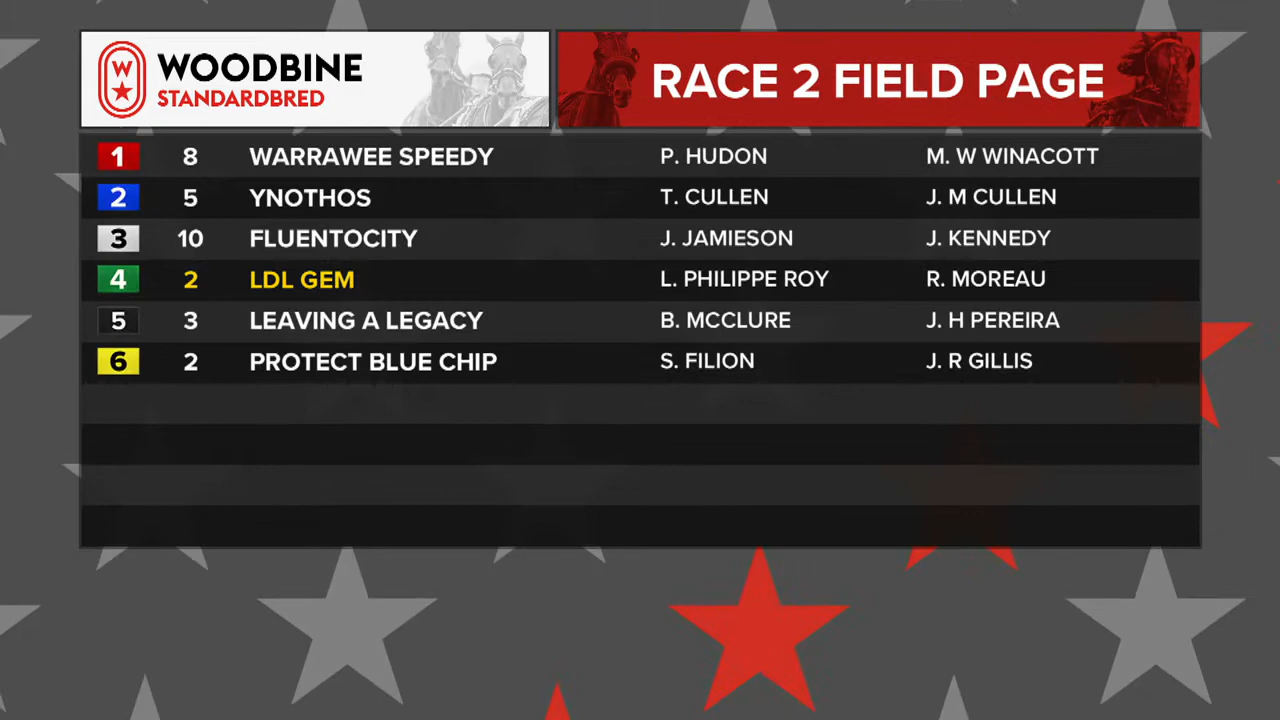 W
WOODBINE
STANDARDBRED
RACE 2 FIELD PAGE
1 8 WARRAWEE SPEEDY P. HUDON M. W WINACOTT
2 5 YNOTHOS T. CULLEN J. M CULLEN
3 10 FLUENTOCITY J. JAMIESON J. KENNEDY
4 2 LDL GEM L. PHILIPPE ROY R. MOREAU
5 3 LEAVING A LEGACY B. MCCLURE J. H PEREIRA
6 2 PROTECT BLUE CHIP S. FILION J. R GILLIS